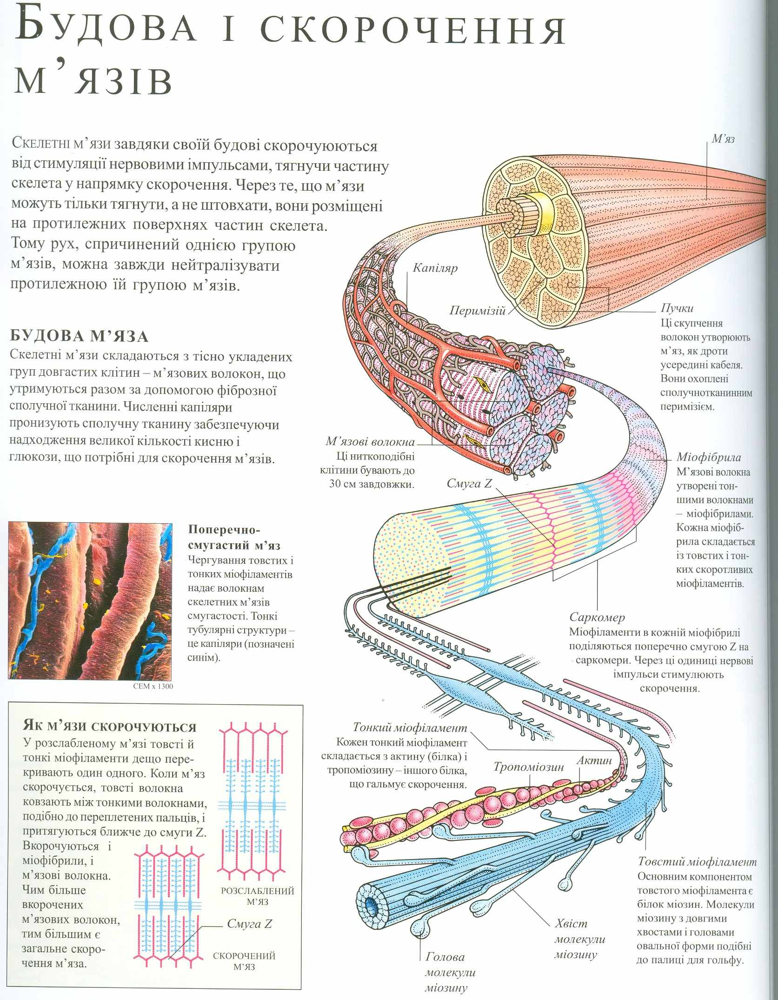 Будова і скорочення
м’язів
Скелетні м’язи завдяки своїй будові скорочуюються
від стимуляції нервовими імпульсами, тягнучи частину
скелета у напрямку скорочення. Через те, що м’язи
можуть тільки тягнути, а не штовхати, вони розміщені
на протилежних поверхнях частин скелета.
Тому рух, спричинений однією групою
м’язів, можна завжди нейтралізувати
протилежною їй групою м’язів.
БУДОВА М’ЯЗА
Скелетні м’язи складаються з тісно укладених
груп довгастих клітин – м’язових волокон, що
утримуються разом за допомогою фіброзної
сполучної тканини. Численні капіляри
пронизують сполучну тканину забезпечуючи
надходження великої кількості кисню і
глюкози, що потрібні для скорочення м’язів.
М’яз
Капіляр
Перимізій
Пучки
Ці скупчення
волокон утворюють
м’яз, як дроти
усередині кабеля.
Вони охоплені
сполучнотканинним
перимізієм.
М’язові волокна
Ці ниткоподібні
клітини бувають до
30 см завдовжки.
Смуга Z
Міофібрила
М’язові волокна
утворені тон-
шими волокнами
– міофібрилами.
Кожна міофіб-
рила складається
із товстих і тон-
ких скоротливих
міофіламентів.
Поперечно-
смугастий м’яз
Чергування товстих і
тонких міофіламентів
надає волокнам
скелетних м’язів
смугастості. Тонкі
тубулярні структури –
це капіляри (позначені
синім).
СЕМ х 1300
Саркомер
Міофіламенти в кожній міофібрилі
поділяються поперечно смугою Z на
саркомери. Через ці одиниці нервові
імпульси стимулюють
скорочення.
Як м’язи скорочуються
У розслабленому м’язі товсті й
тонкі міофіламенти дещо пере-
кривають один одного. Коли м’яз
скорочується, товсті волокна
ковзають між тонкими волокнами,
подібно до переплетених пальців, і
притягуються ближче до смуги Z.
Вкорочуються і
міофібрили, і
м’язові волокна.
Чим більше
вкорочених
м’язових волокон,
тим більшим є
загальне скоро-
чення м’яза.
РОЗСЛАБЛЕНИЙ
М’ЯЗ
Смуга Z
СКОРОЧЕНИЙ
М’ЯЗ
Тонкий міофіламент
Кожен тонкий міофіламент
складається з актину (білка) і
тропоміозину – іншого білка,
що гальмує скорочення.
Тропоміозин
Актин
Товстий міофіламент
Основним компонентом
товстого міофіламента є
білок міозин. Молекули
міозину з довгими
хвостами і головами
овальної форми подібні
до палиці для гольфу.
Хвіст
молекули
міозину
Голова
молекули
міозину